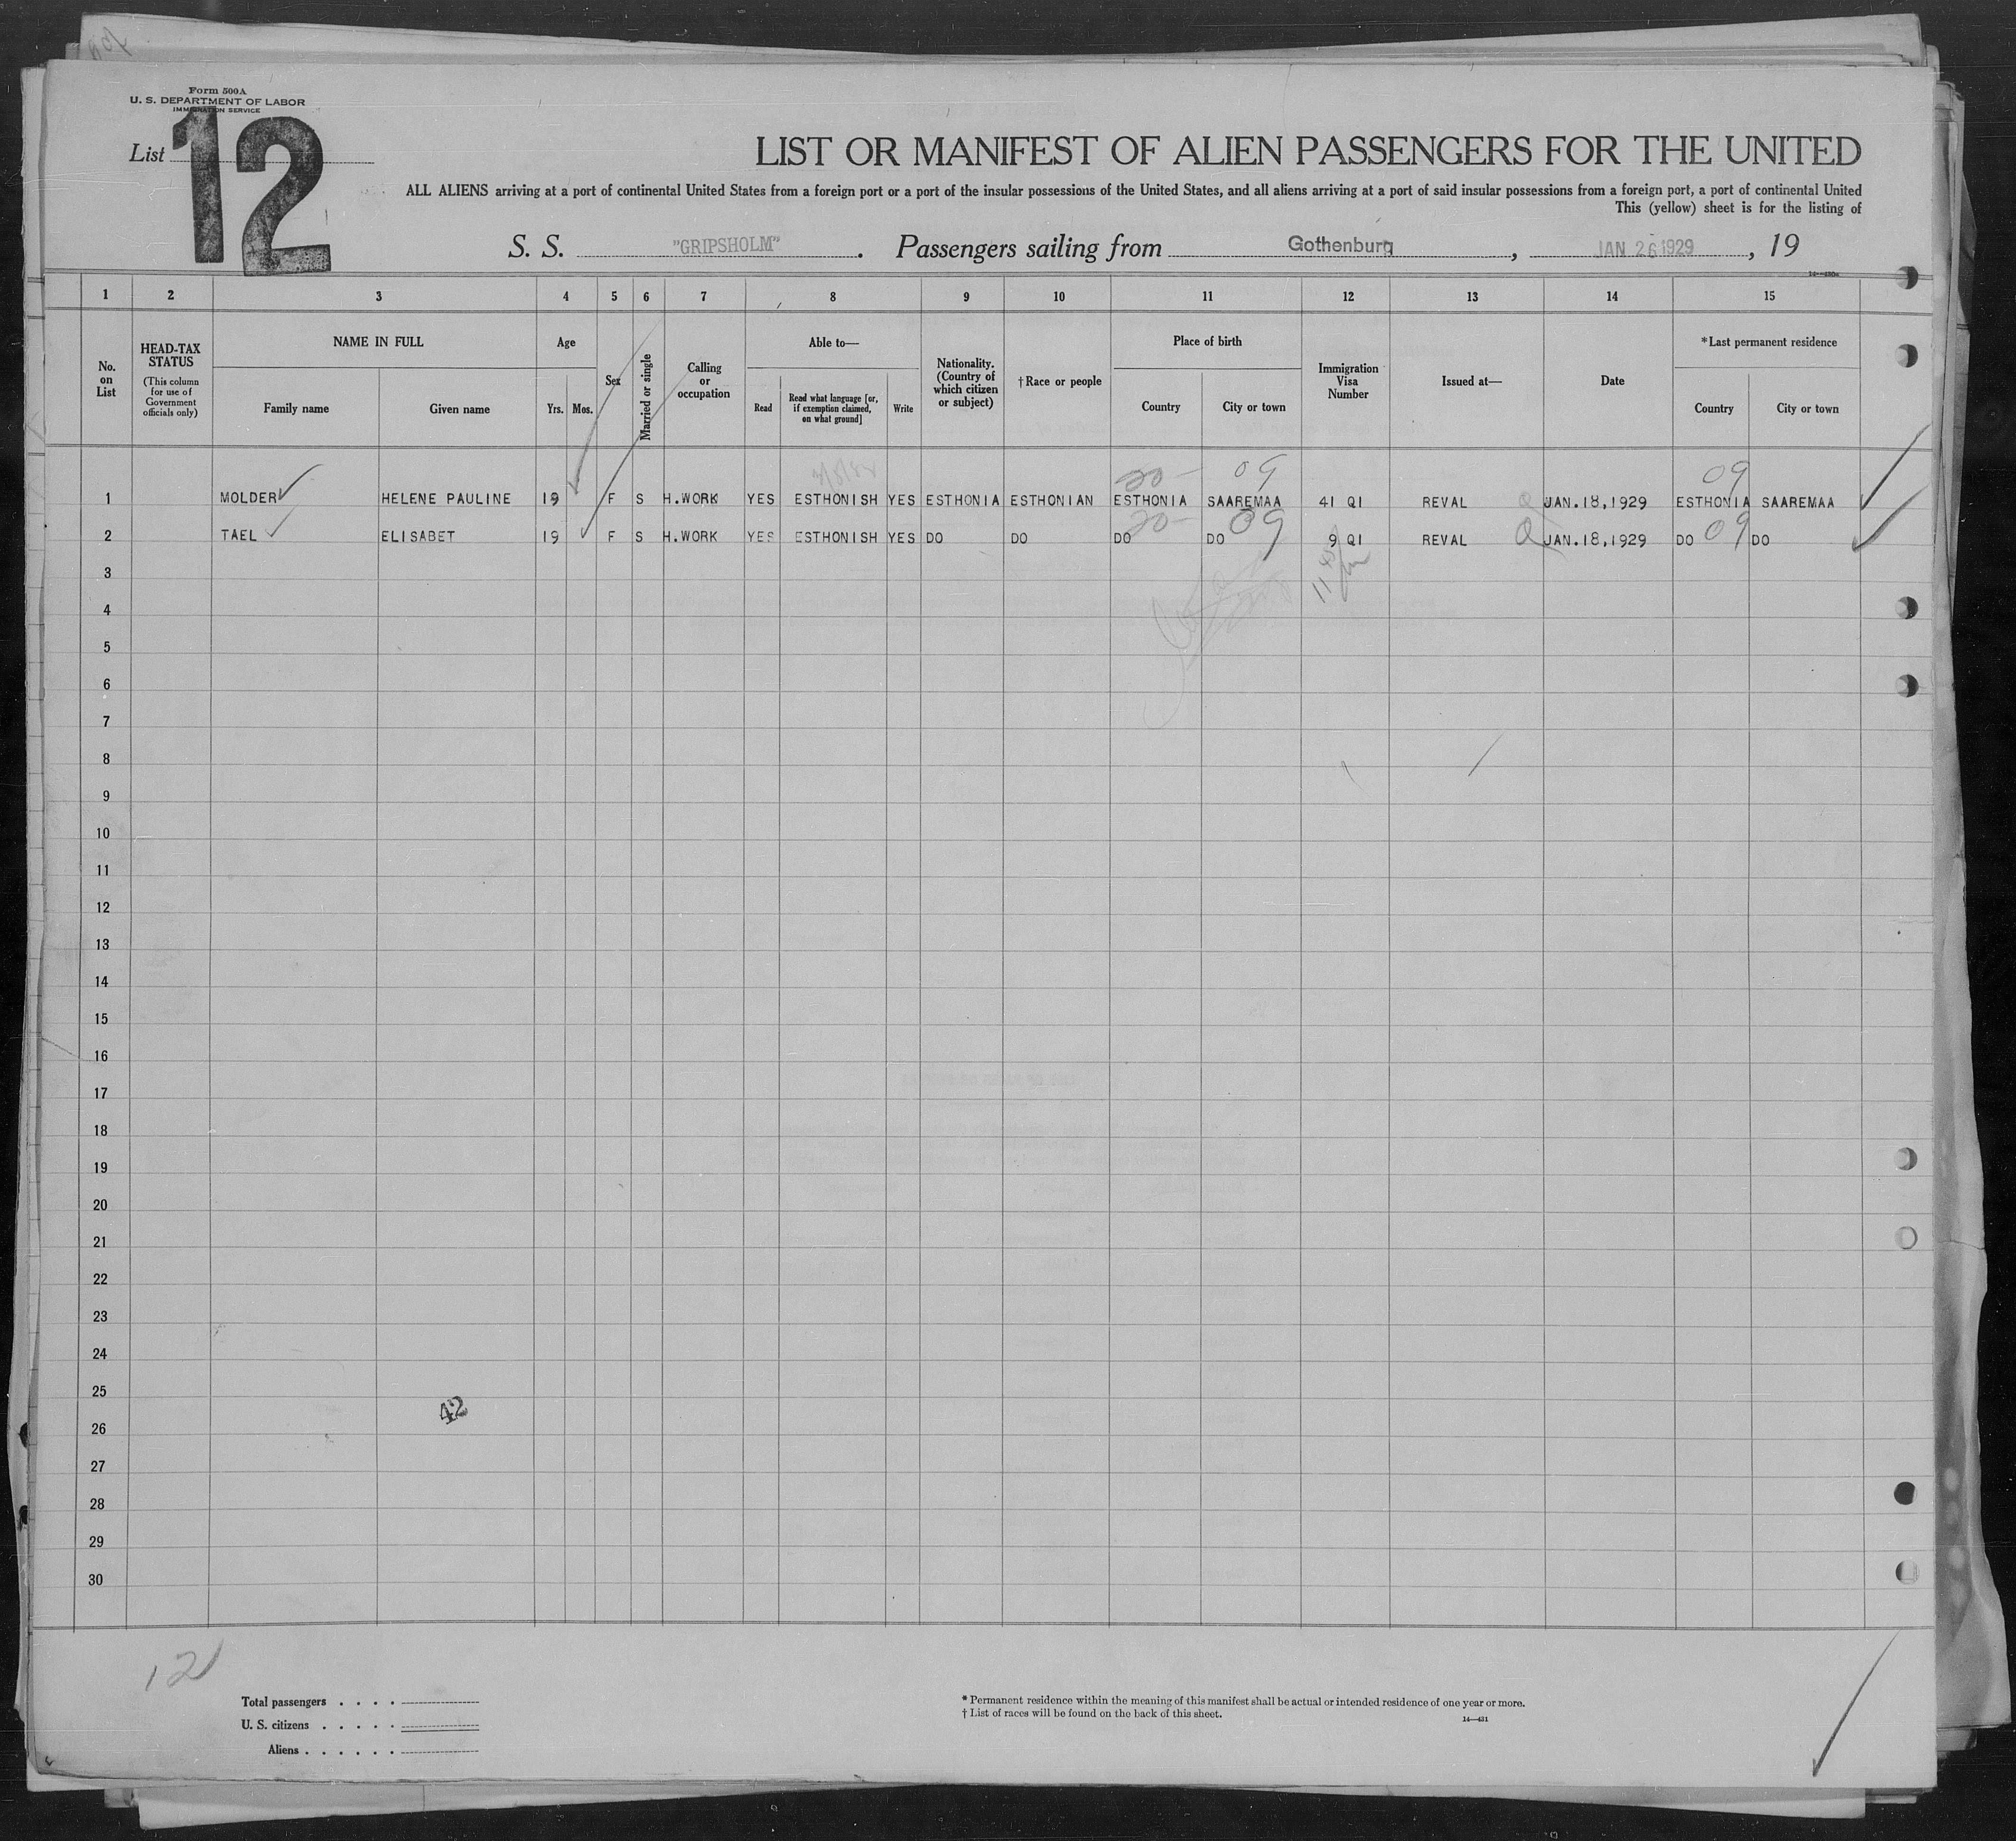 Form 500A
U. S. DEPARTMENT OF LABOR
IMMIGRATION SERVICE
List 12
LIST OR MANIFEST OF ALIEN PASSENGERS FOR THE UNITED
ALL ALIENS arriving at a port of continental United States from a foreign port or a port of the insular possessions of the United States, and all aliens arriving at a port of said insular possessions from a foreign port, a port of continental United
This (yellow) sheet is for the listing of
S. S. "GRIPSHOLM". Passengers sailing from Gothenburg, JAN 26 1929, 19
14—430a
1 2 3 4 5 6 7 8 9 10 11 12 13 14 15
No. on List
HEAD-TAX STATUS
(This column for use of Government officials only)
NAME IN FULL
Family name
Given name
Age
Yrs.
Mos.
Sex
Married or single
Calling or occupation
Able to—
Read
Read what language [or, if exemption claimed, on what ground]
Write
Nationality. (Country of which citizen or subject)
†Race or people
Place of birth
Country
City or town
Immigration Visa Number
Issued at—
Date
*Last permanent residence
Country
City or town
20- 09 09
1 MOLDER HELENE PAULINE 19 F S H.WORK YES ESTHONISH YES ESTHONIA ESTHONIAN ESTHONIA SAAREMAA 41 QI REVAL JAN.18,1929 ESTHONIA SAAREMAA
20- 09 09
2 TAEL ELISABET 19 F S H.WORK YES ESTHONISH YES DO DO DO DO 9 QI REVAL JAN.18,1929 DO DO
3
4
5
6
7
8
9
10
11
12
13
14
15
16
17
18
19
20
21
22
23
24
25
42
26
27
28
29
30
12
Total passengers . . . .
U. S. citizens . . . . .
Aliens . . . . . .
* Permanent residence within the meaning of this manifest shall be actual or intended residence of one year or more.
† List of races will be found on the back of this sheet.
14—431